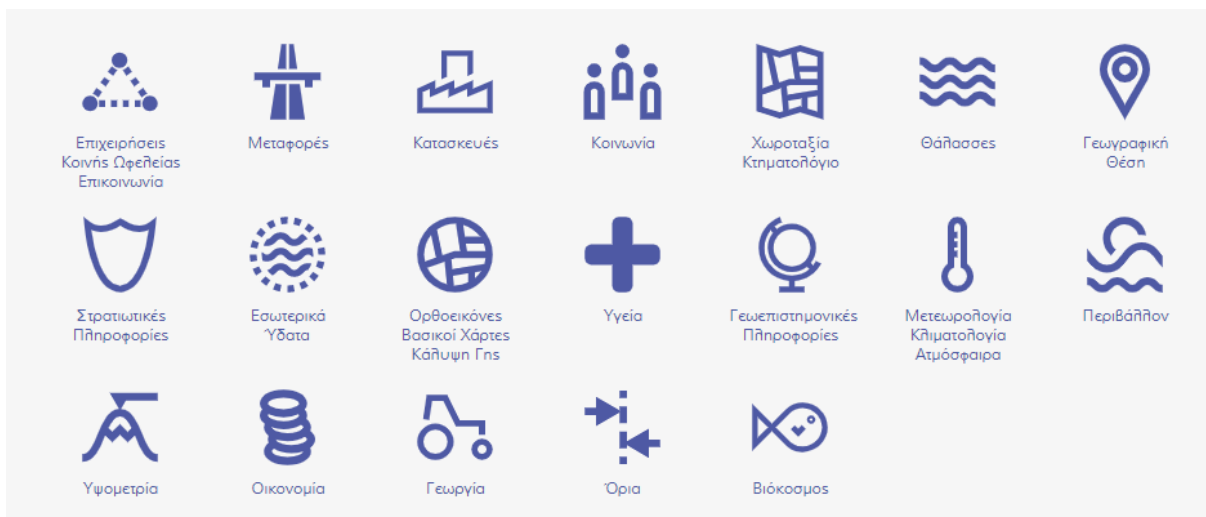 Επιχειρήσεις
Κοινής Ωφελείας
Επικοινωνία
Μεταφορές
Κατασκευές
Κοινωνία
Χωροταξία
Κτηματολόγιο
Θάλασσες
Γεωγραφική
Θέση
Στρατιωτικές
Πληροφορίες
Εσωτερικά
Ύδατα
Ορθοεικόνες
Βασικοί Χάρτες
Κάλυψη Γης
Υγεία
Γεωεπιστημονικές
Πληροφορίες
Μετεωρολογία
Κλιματολογία
Ατμόσφαιρα
Περιβάλλον
Υψομετρία
Οικονομία
Γεωργία
Όρια
Βιόκοσμος